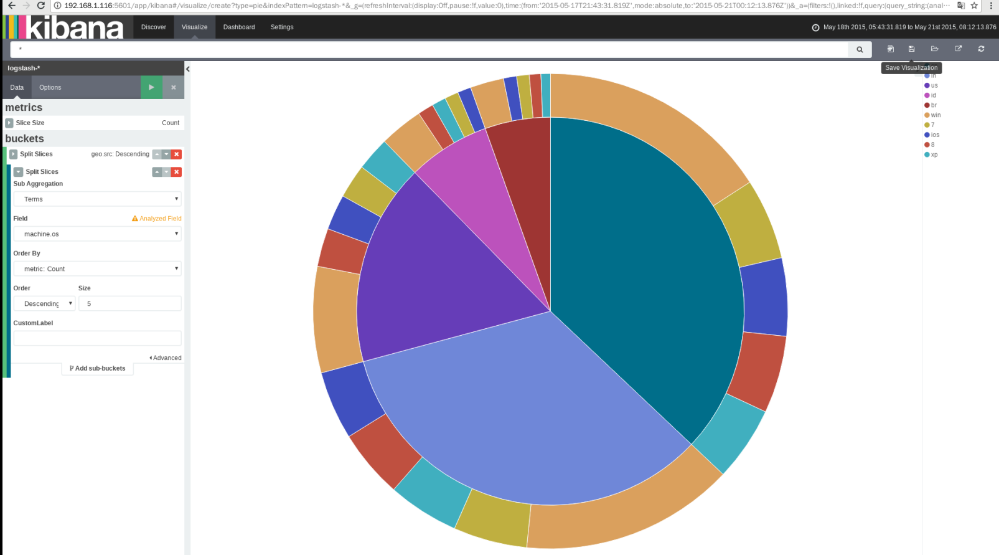 192.168.1.116:5601/app/kibana#/visualize/create?type=pie&indexPattern=logstash-*&_g=(refreshInterval:(display:Off,pause:!f,value:0),time:(from:'2015-05-17T21:43:31.819Z',mode:absolute,to:'2015-05-21T00:12:13.876Z'))&_a=(filters:!(),linked:!f,query:(query_string:(anal···
kibana
Discover
Visualize
Dashboard
Settings
May 18th 2015, 05:43:31.819 to May 21st 2015, 08:12:13.876
*
logstash-*
Save Visualization
Data
Options
metrics
Slice Size
Count
buckets
Split Slices
geo.src: Descending
Split Slices
Sub Aggregation
Terms
Field
Analyzed Field
machine.os
Order By
metric: Count
Order
Size
Descending
5
CustomLabel
Advanced
Add sub-buckets
in
us
id
br
win
7
ios
8
xp